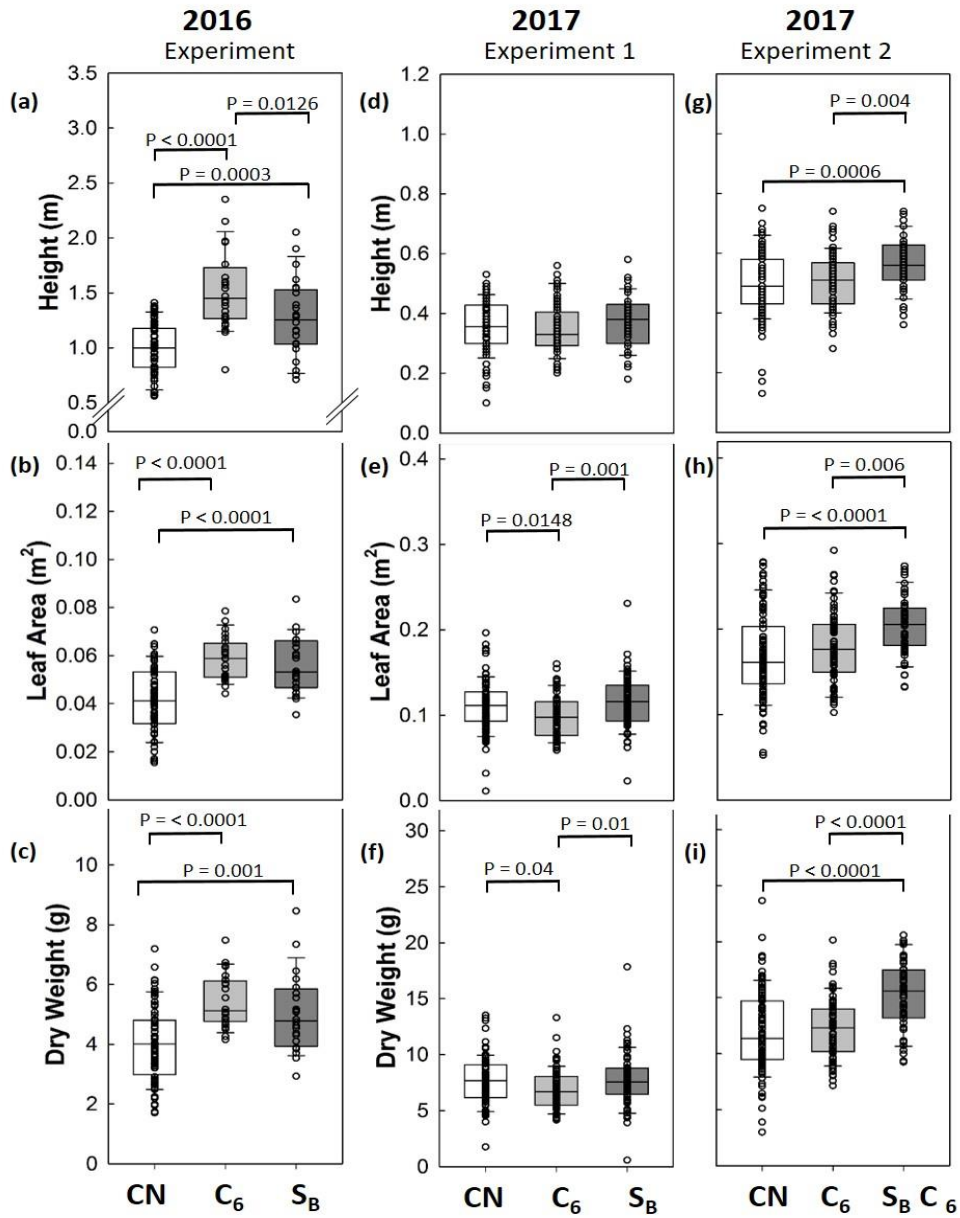 2016
Experiment
2017
Experiment 1
2017
Experiment 2
(a)
Height (m)
3.5
3.0
2.5
2.0
1.5
1.0
0.5
0.0
P = 0.0126
P < 0.0001
P = 0.0003
(d)
Height (m)
1.2
1.0
0.8
0.6
0.4
0.2
0.0
(g)
P = 0.004
P = 0.0006
(b)
Leaf Area (m²)
0.14
0.12
0.10
0.08
0.06
0.04
0.02
0.00
P < 0.0001
P < 0.0001
(e)
Leaf Area (m²)
0.4
0.3
0.2
0.1
0.0
P = 0.001
P = 0.0148
(h)
P = 0.006
P = < 0.0001
(c)
Dry Weight (g)
10
8
6
4
2
0
P = < 0.0001
P = 0.001
(f)
Dry Weight (g)
30
25
20
15
10
5
0
P = 0.01
P = 0.04
(i)
P < 0.0001
P < 0.0001
CN C₆ S_B
CN C₆ S_B
CN C₆ S_B C ₆